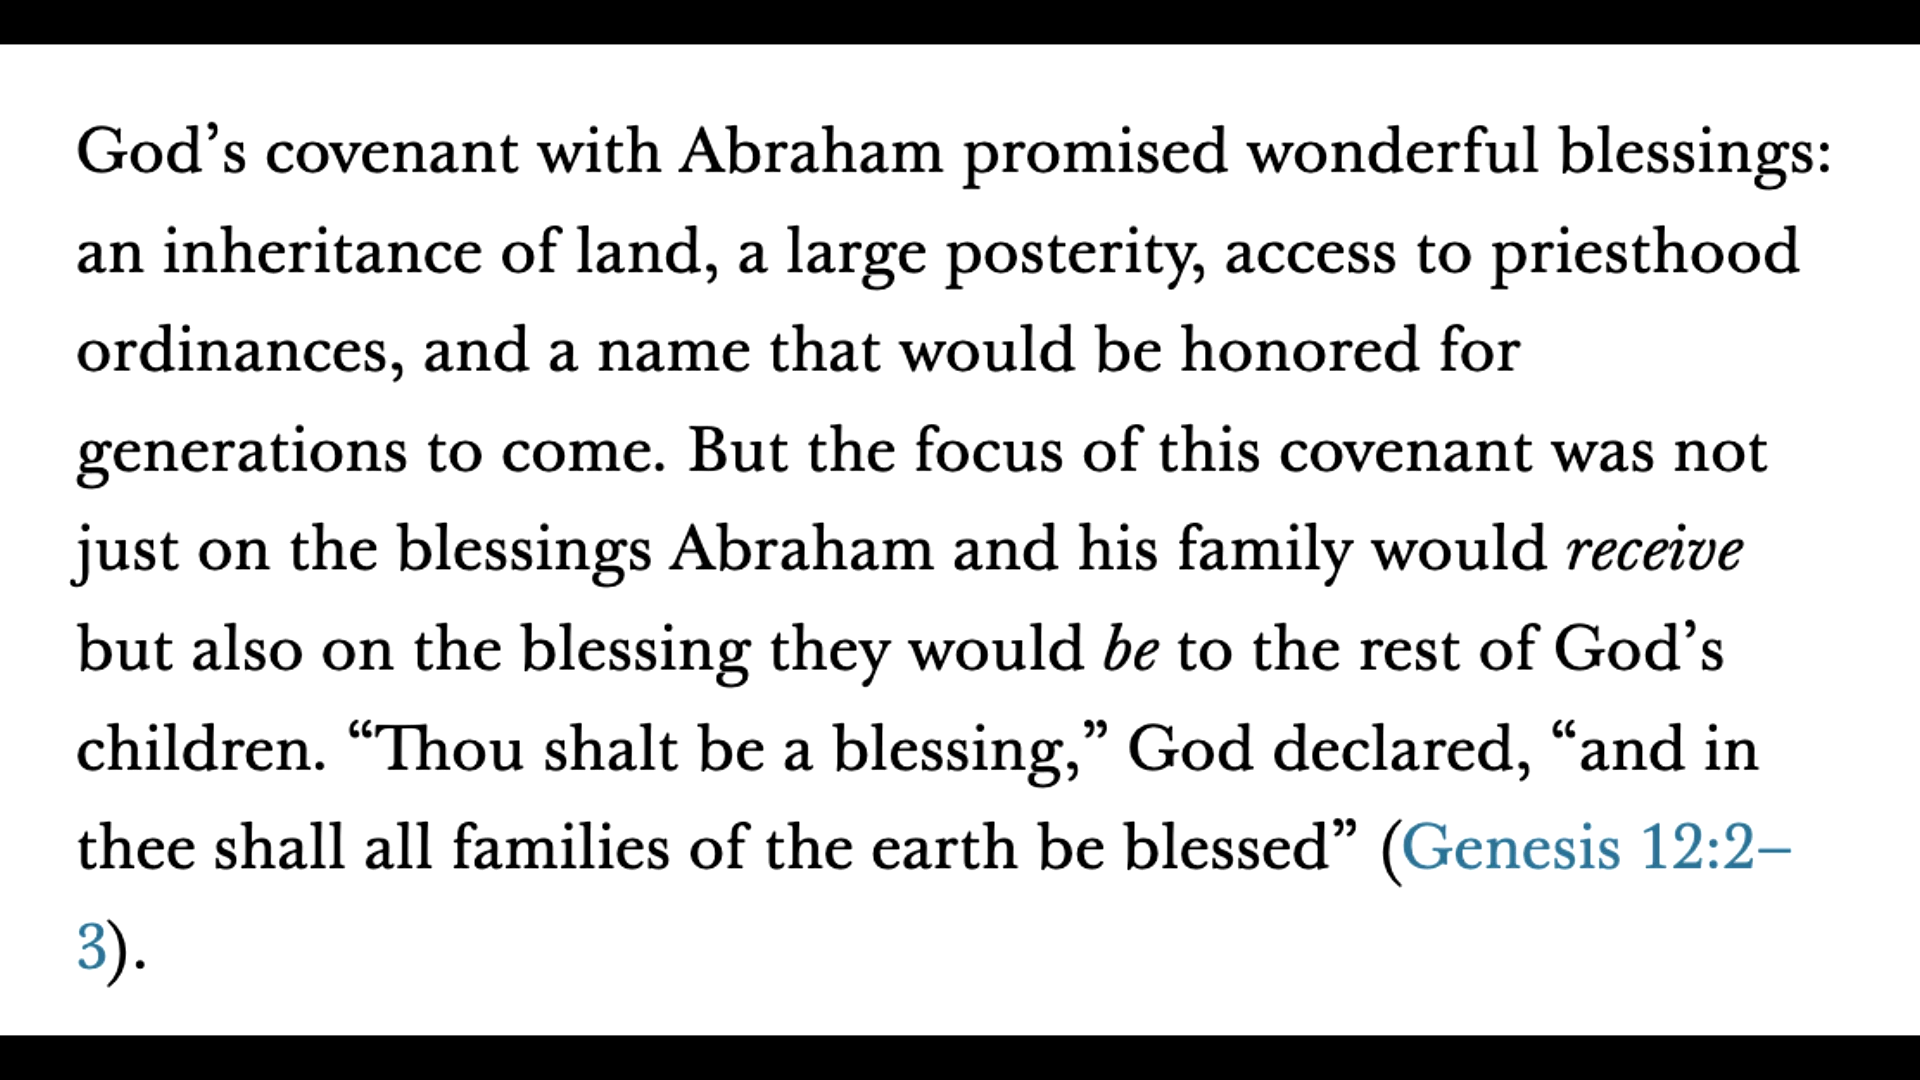 God’s covenant with Abraham promised wonderful blessings:
an inheritance of land, a large posterity, access to priesthood
ordinances, and a name that would be honored for
generations to come. But the focus of this covenant was not
just on the blessings Abraham and his family would receive
but also on the blessing they would be to the rest of God’s
children. “Thou shalt be a blessing,” God declared, “and in
thee shall all families of the earth be blessed” (Genesis 12:2–
3).